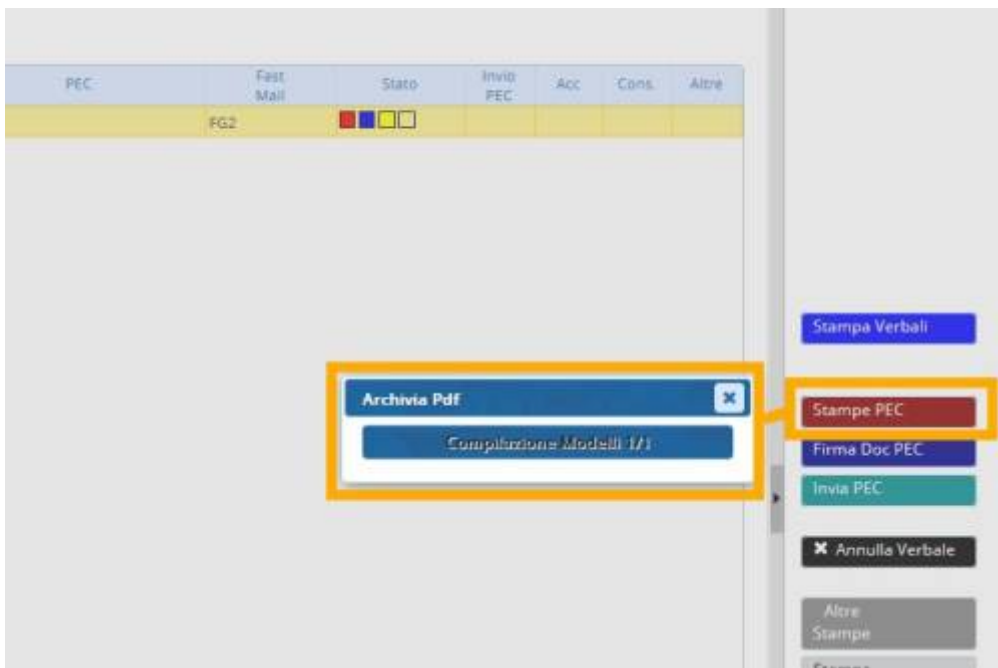 PEC
Fast
Mail
Stato
Invio
PEC
Acc
Cons.
Altre
FG2
Stampa Verbali
Archivia Pdf
Compilazione Modelli 1/1
Stampe PEC
Firma Doc PEC
Invia PEC
Annulla Verbale
Altre
Stampe